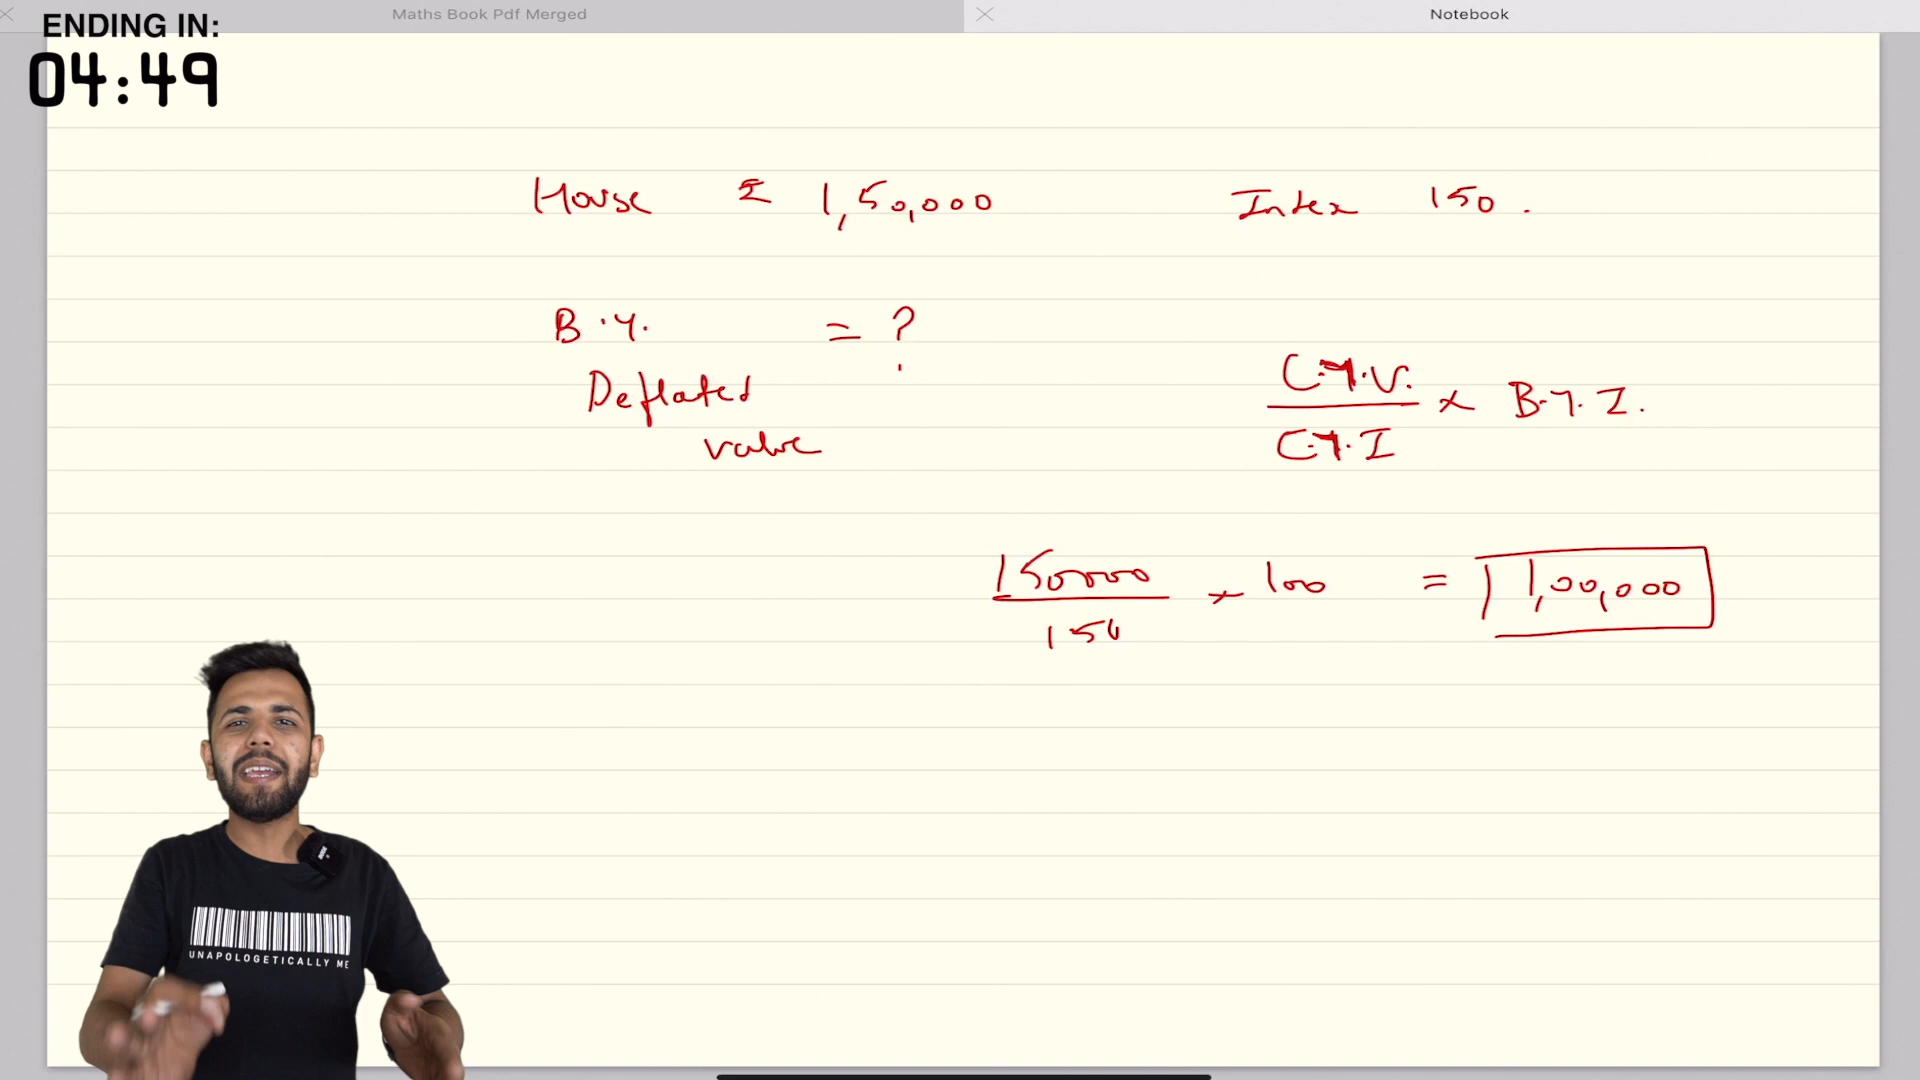 Maths Book Pdf Merged
Notebook
ENDING IN:
04:49
House ₹ 1,50,000 Index 150.
B.Y. = ?
Deflated
value
C.Y.V.
C.Y.I × B.Y.I.
150000
150 × 100 = 1,00,000
UNAPOLOGETICALLY ME